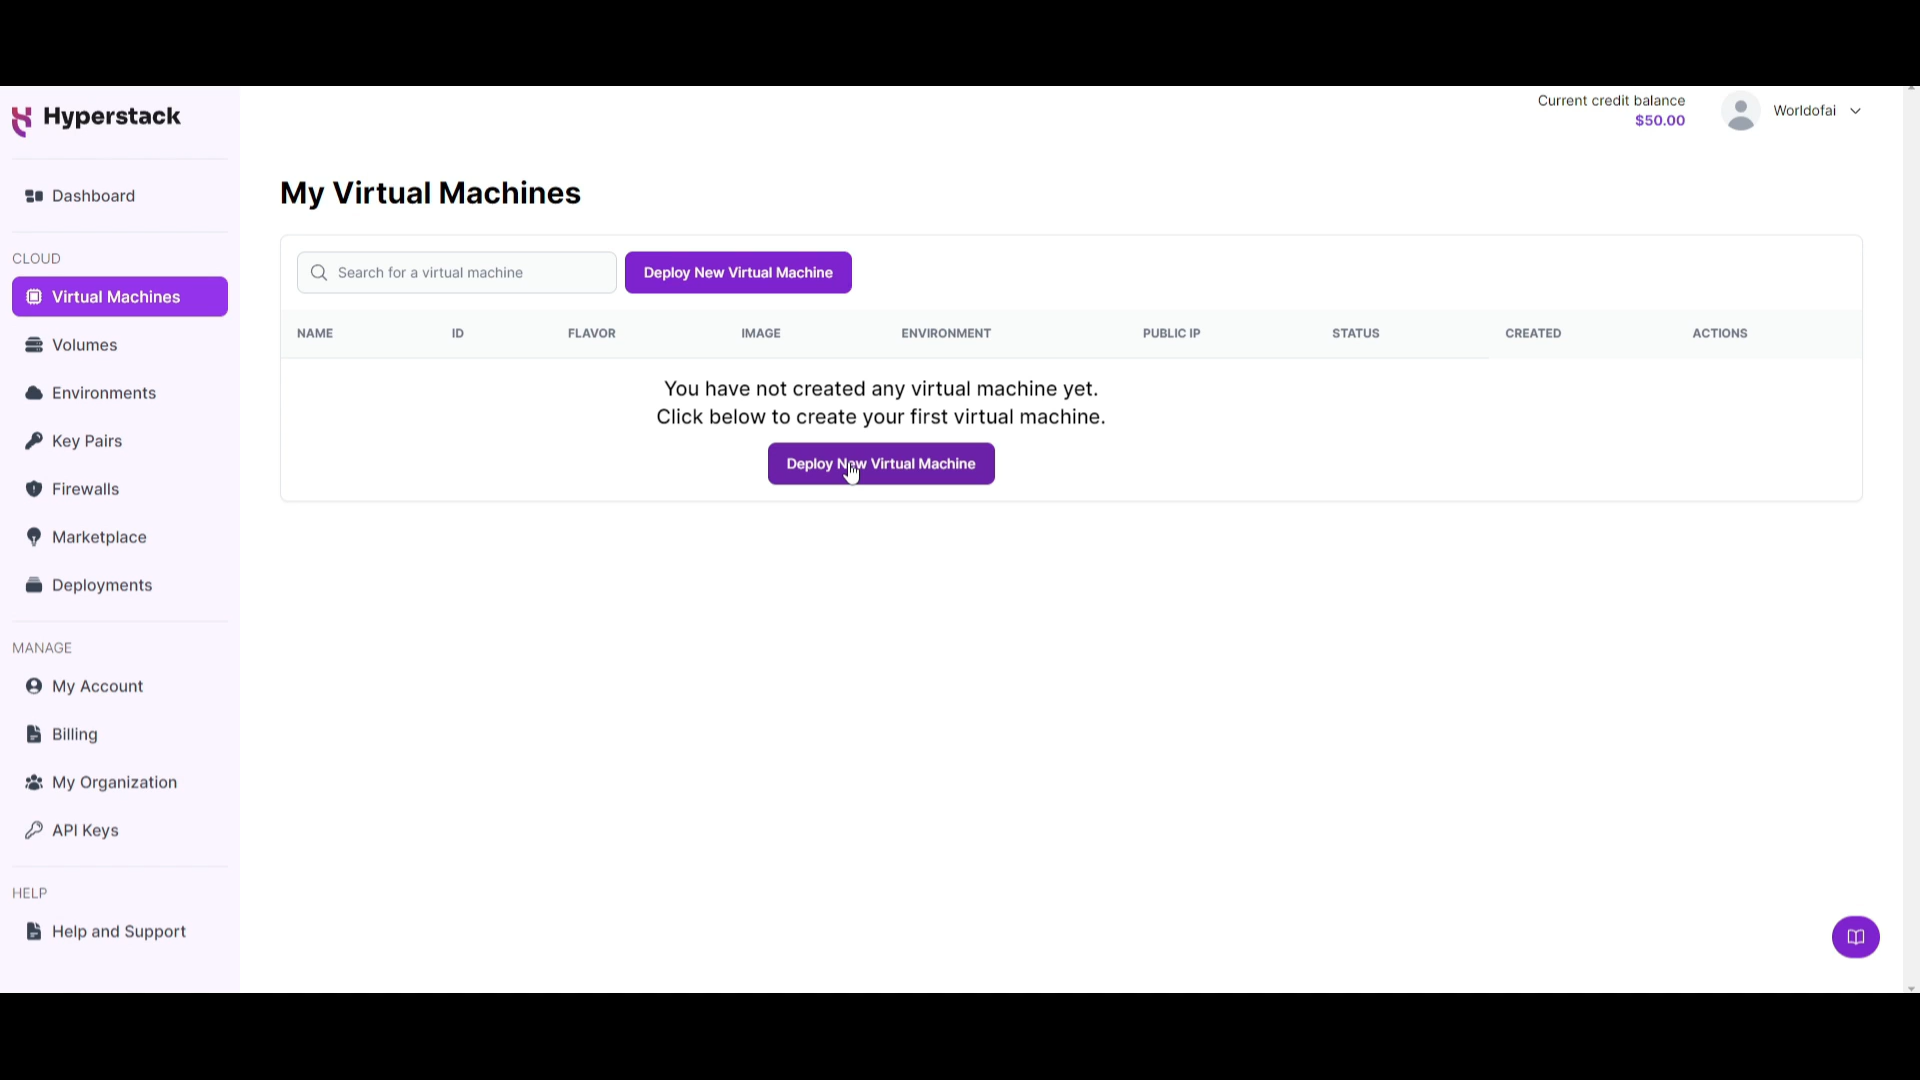 Hyperstack
Current credit balance
$50.00
Worldofai
Dashboard
CLOUD
Virtual Machines
Volumes
Environments
Key Pairs
Firewalls
Marketplace
Deployments
MANAGE
My Account
Billing
My Organization
API Keys
HELP
Help and Support
My Virtual Machines
Search for a virtual machine
Deploy New Virtual Machine
NAME ID FLAVOR IMAGE ENVIRONMENT PUBLIC IP STATUS CREATED ACTIONS
You have not created any virtual machine yet.
Click below to create your first virtual machine.
Deploy New Virtual Machine